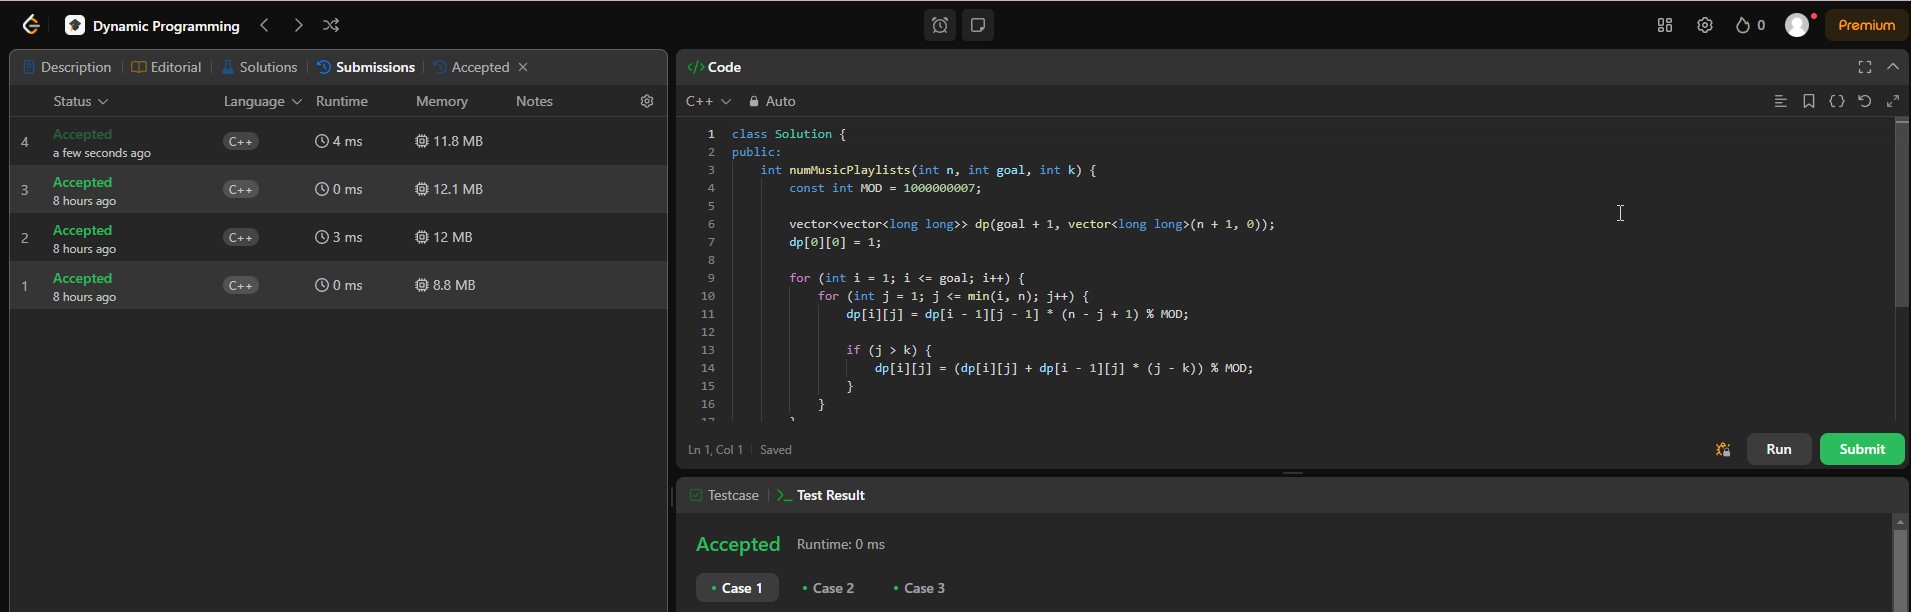 Dynamic Programming
0
Premium
Description
Editorial
Solutions
Submissions
Accepted
Status
Language
Runtime
Memory
Notes
4
Accepted
a few seconds ago
C++
4 ms
11.8 MB
3
Accepted
8 hours ago
C++
0 ms
12.1 MB
2
Accepted
8 hours ago
C++
3 ms
12 MB
1
Accepted
8 hours ago
C++
0 ms
8.8 MB
</> Code
C++
Auto
1 class Solution {
2 public:
3     int numMusicPlaylists(int n, int goal, int k) {
4         const int MOD = 1000000007;
5
6         vector<vector<long long>> dp(goal + 1, vector<long long>(n + 1, 0));
7         dp[0][0] = 1;
8
9         for (int i = 1; i <= goal; i++) {
10             for (int j = 1; j <= min(i, n); j++) {
11                 dp[i][j] = dp[i - 1][j - 1] * (n - j + 1) % MOD;
12
13                 if (j > k) {
14                     dp[i][j] = (dp[i][j] + dp[i - 1][j] * (j - k)) % MOD;
15                 }
16             }
17         }
Ln 1, Col 1
Saved
Run
Submit
Testcase
Test Result
Accepted
Runtime: 0 ms
Case 1
Case 2
Case 3